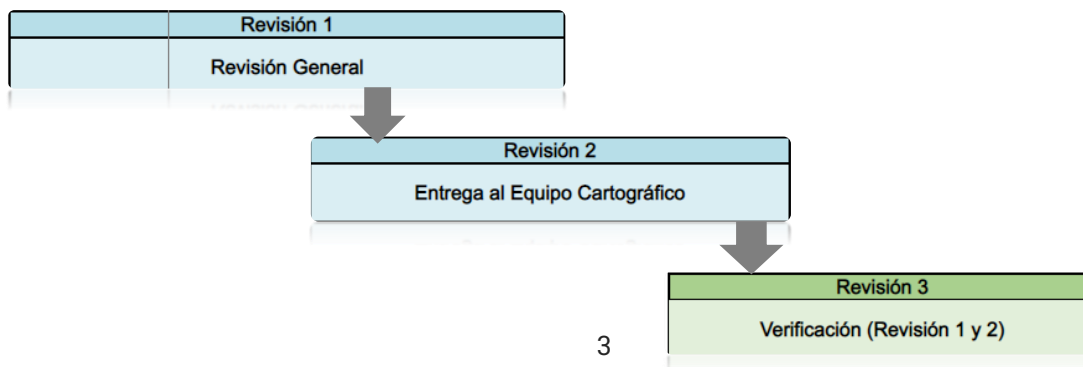 Revisión 1
Revisión General
Revisión 2
Entrega al Equipo Cartográfico
Revisión 3
Verificación (Revisión 1 y 2)
3